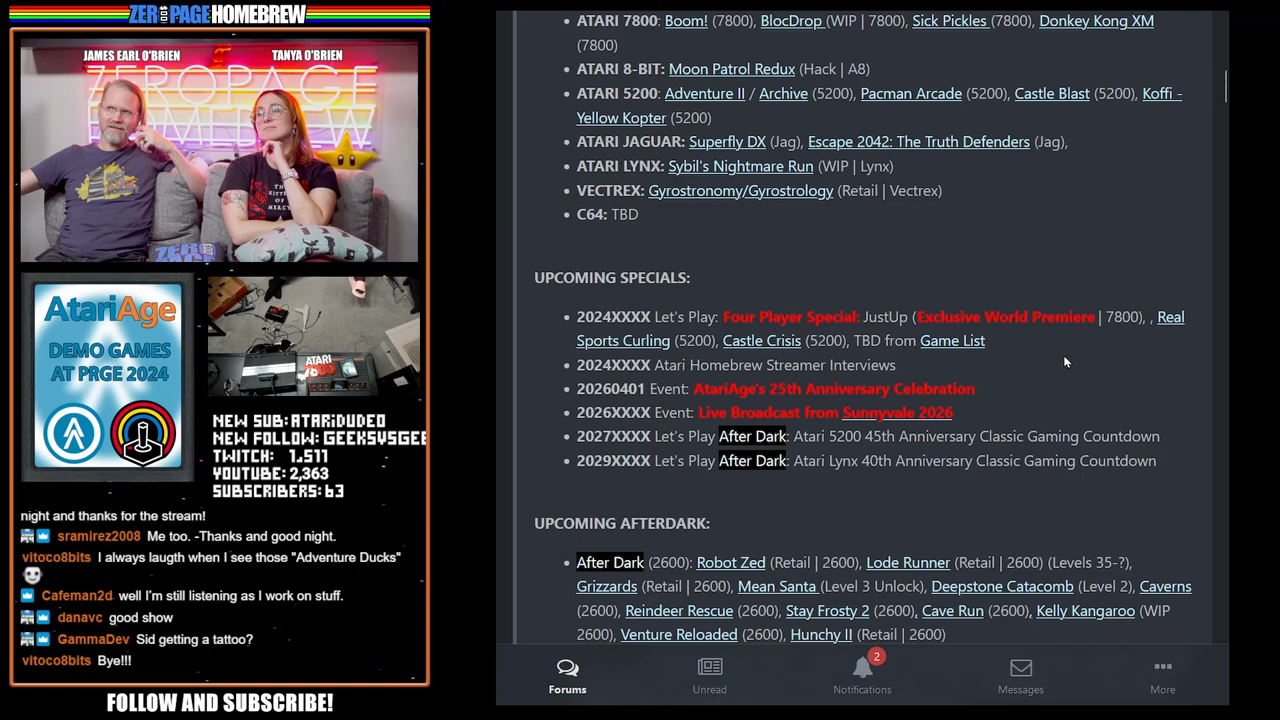 ZERO PAGE HOMEBREW
JAMES EARL O'BRIEN
TANYA O'BRIEN
ZEROPAGE
HOMEBREW
AtariAge
DEMO GAMES
AT PRGE 2024
ATARI
7800
NEW SUB: ATARIDUDE0
NEW FOLLOW: GEEKSYSGEE
TWITCH: 1,511
YOUTUBE: 2,363
SUBSCRIBERS: 63
night and thanks for the stream!
sramirez2008 Me too. -Thanks and good night.
vitoco8bits I always laugth when I see those "Adventure Ducks"
Cafeman2d well I'm still listening as I work on stuff.
danavc good show
GammaDev Sid getting a tattoo?
vitoco8bits Bye!!!
FOLLOW AND SUBSCRIBE!
• ATARI 7800: Boom! (7800), BlocDrop (WIP | 7800), Sick Pickles (7800), Donkey Kong XM
(7800)
• ATARI 8-BIT: Moon Patrol Redux (Hack | A8)
• ATARI 5200: Adventure II / Archive (5200), Pacman Arcade (5200), Castle Blast (5200), Koffi -
Yellow Kopter (5200)
• ATARI JAGUAR: Superfly DX (Jag), Escape 2042: The Truth Defenders (Jag),
• ATARI LYNX: Sybil's Nightmare Run (WIP | Lynx)
• VECTREX: Gyrostronomy/Gyrostrology (Retail | Vectrex)
• C64: TBD
UPCOMING SPECIALS:
• 2024XXXX Let's Play: Four Player Special: JustUp (Exclusive World Premiere | 7800), , Real
Sports Curling (5200), Castle Crisis (5200), TBD from Game List
• 2024XXXX Atari Homebrew Streamer Interviews
• 20260401 Event: AtariAge's 25th Anniversary Celebration
• 2026XXXX Event: Live Broadcast from Sunnyvale 2026
• 2027XXXX Let's Play After Dark: Atari 5200 45th Anniversary Classic Gaming Countdown
• 2029XXXX Let's Play After Dark: Atari Lynx 40th Anniversary Classic Gaming Countdown
UPCOMING AFTERDARK:
• After Dark (2600): Robot Zed (Retail | 2600), Lode Runner (Retail | 2600) (Levels 35-?),
Grizzards (Retail | 2600), Mean Santa (Level 3 Unlock), Deepstone Catacomb (Level 2), Caverns
(2600), Reindeer Rescue (2600), Stay Frosty 2 (2600), Cave Run (2600), Kelly Kangaroo (WIP
2600), Venture Reloaded (2600), Hunchy II (Retail | 2600)
2
Forums
Unread
Notifications
Messages
More